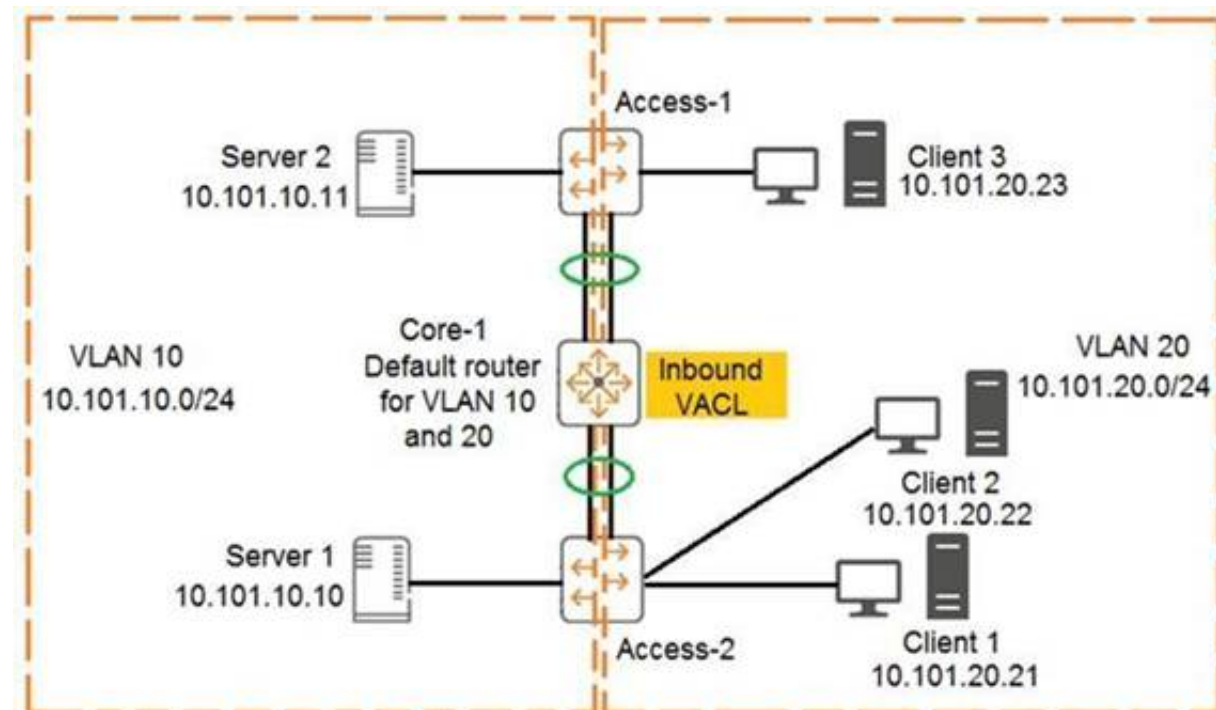 Access-1
Server 2
10.101.10.11
Client 3
10.101.20.23
VLAN 10
10.101.10.0/24
Core-1
Default router
for VLAN 10
and 20
Inbound
VACL
VLAN 20
10.101.20.0/24
Client 2
10.101.20.22
Server 1
10.101.10.10
Access-2
Client 1
10.101.20.21